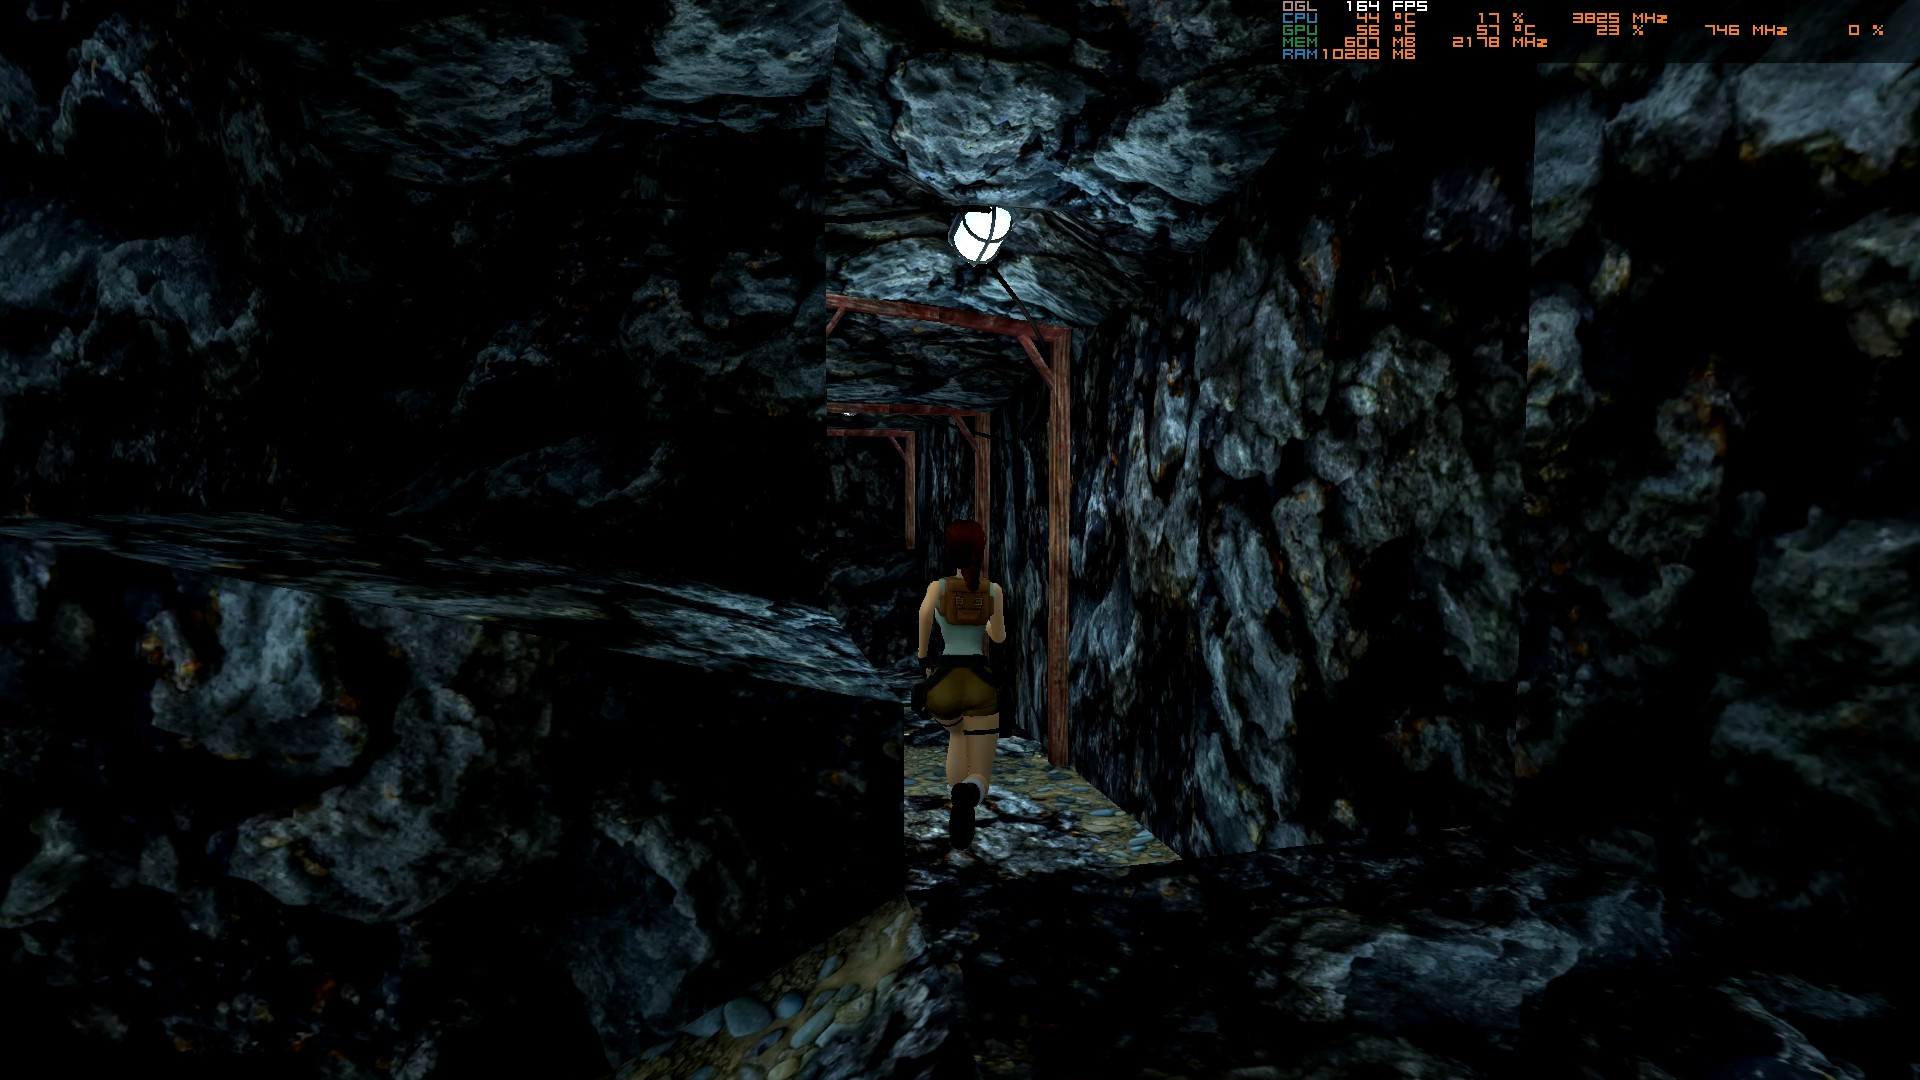 OGL 164 FPS
CPU 44 °C 17 % 3825 MHz
GPU 56 °C 57 °C 23 % 746 MHz 0 %
MEM 607 MB 2178 MHz
RAM 10288 MB